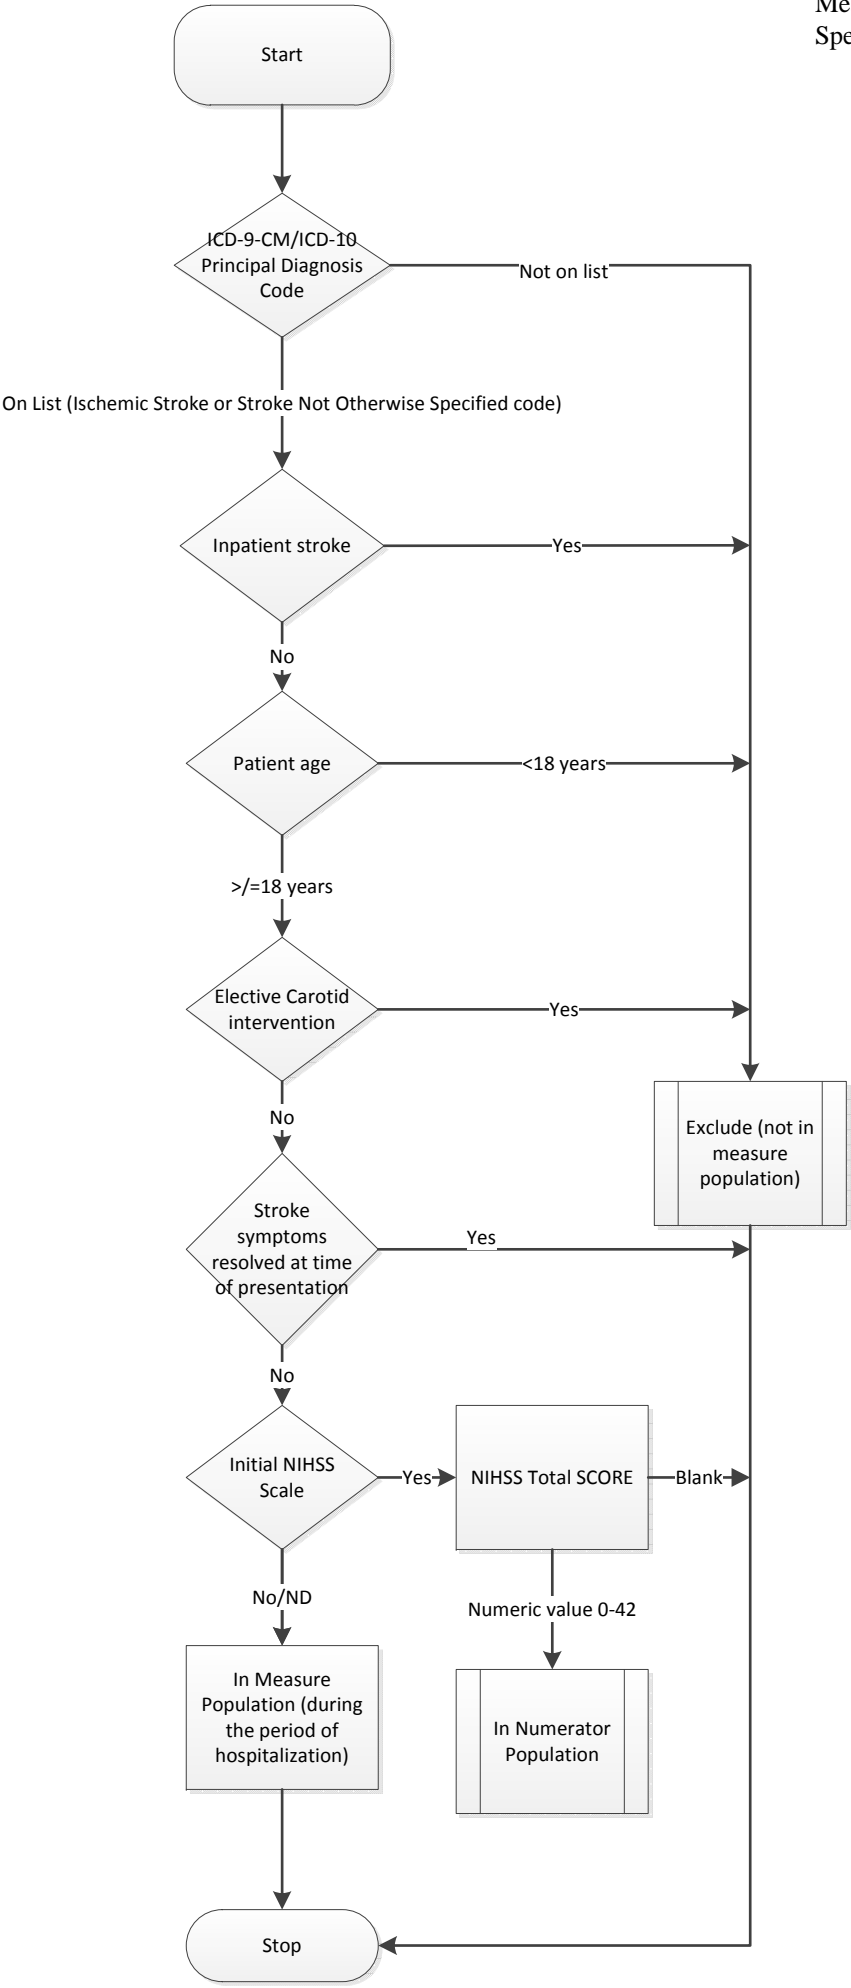 Me
Spe
Start
ICD-9-CM/ICD-10
Principal Diagnosis
Code
Not on list
On List (Ischemic Stroke or Stroke Not Otherwise Specified code)
Inpatient stroke
Yes
No
Patient age
<18 years
>/=18 years
Elective Carotid
intervention
Yes
No
Exclude (not in
measure
population)
Stroke
symptoms
resolved at time
of presentation
Yes
No
Initial NIHSS
Scale
Yes
NIHSS Total SCORE
Blank
No/ND
Numeric value 0-42
In Measure
Population (during
the period of
hospitalization)
In Numerator
Population
Stop